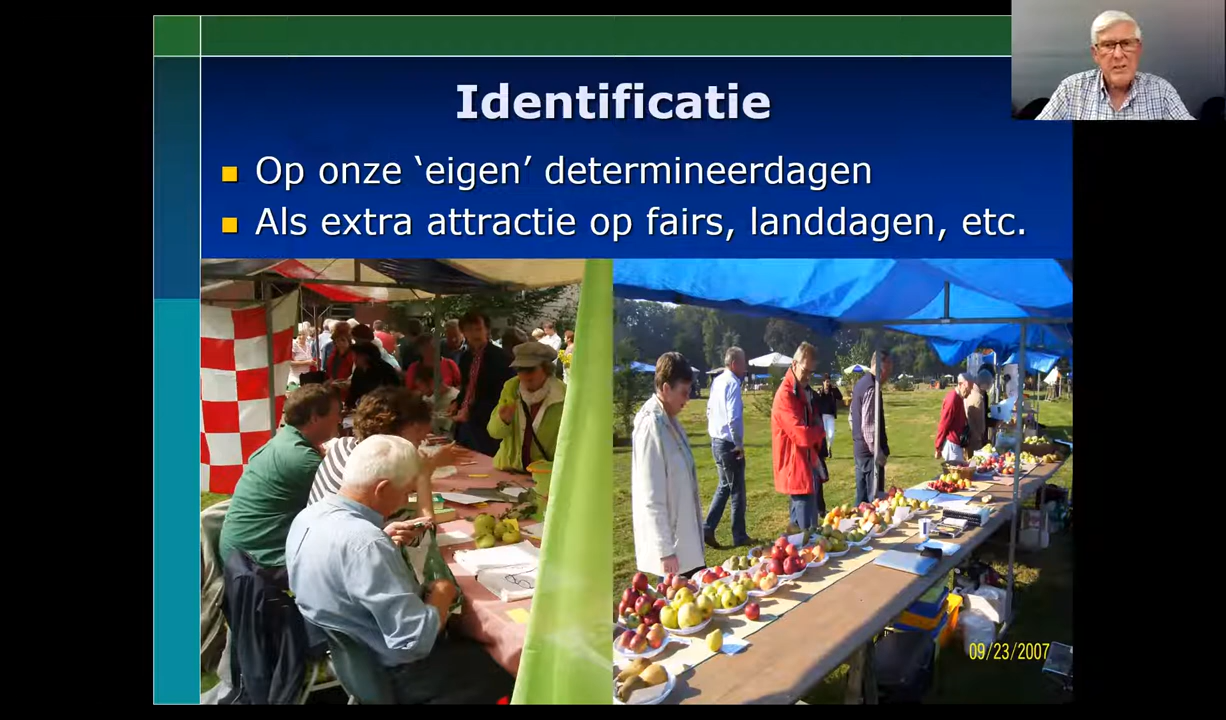 Identificatie
Op onze ‘eigen’ determineerdagen
Als extra attractie op fairs, landdagen, etc.
09/23/2007